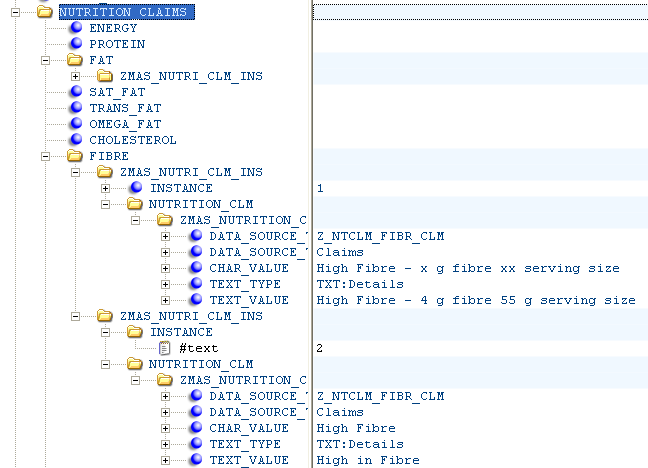 NUTRITION CLAIMS
ENERGY
PROTEIN
FAT
ZMAS_NUTRI_CLM_INS
SAT_FAT
TRANS_FAT
OMEGA_FAT
CHOLESTEROL
FIBRE
ZMAS_NUTRI_CLM_INS
INSTANCE 1
NUTRITION_CLM
ZMAS_NUTRITION_C
DATA_SOURCE_ Z_NTCLM_FIBR_CLM
DATA_SOURCE_ Claims
CHAR_VALUE High Fibre - x g fibre xx serving size
TEXT_TYPE TXT:Details
TEXT_VALUE High Fibre - 4 g fibre 55 g serving size
ZMAS_NUTRI_CLM_INS
INSTANCE
#text 2
NUTRITION_CLM
ZMAS_NUTRITION_C
DATA_SOURCE_ Z_NTCLM_FIBR_CLM
DATA_SOURCE_ Claims
CHAR_VALUE High Fibre
TEXT_TYPE TXT:Details
TEXT_VALUE High in Fibre